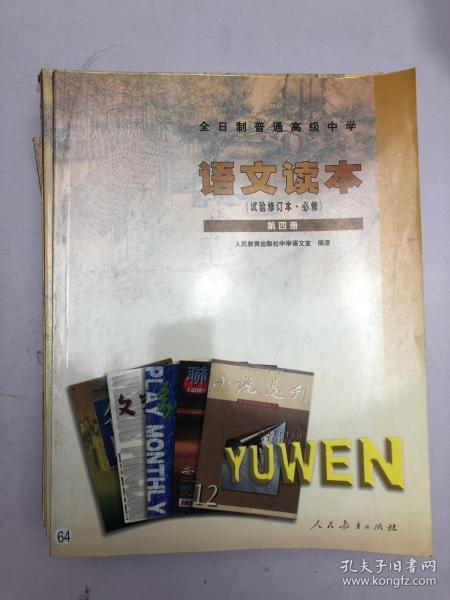 全日制普通高级中学
语文读本
(试验修订本·必修)
第四册
人民教育出版社中学语文室 编著
小说选刊
聯
PLAY MONTHLY
12
YUWEN
人民教育出版社
64
孔夫子旧书网
www.kongfz.com